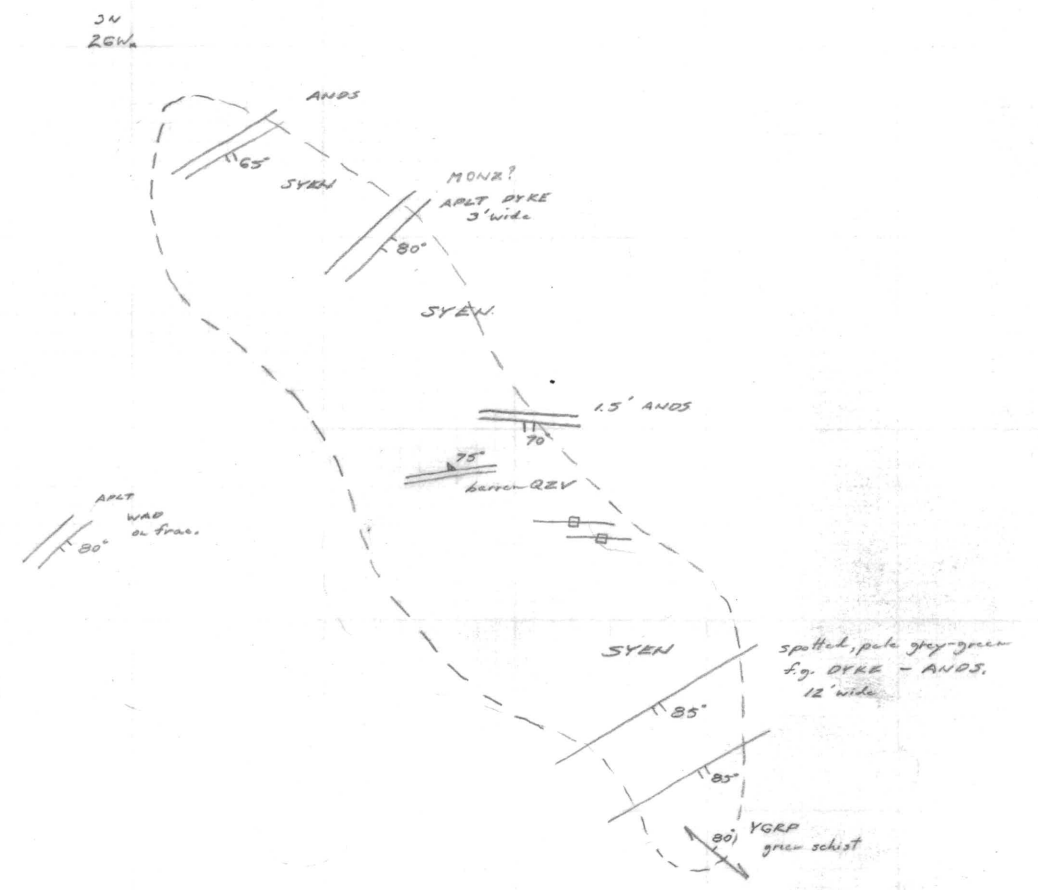 3N
26W
ANDS
65°
SYEN
MONZ?
APLT DYKE
3' wide
80°
SYEN
1.5' ANDS
70
75°
barren QZV
APLT
WAD
on frac.
80°
SYEN
spotted, pale grey-green
f.g. DYKE - ANDS.
12' wide
85°
85°
80°
YGRP
green schist